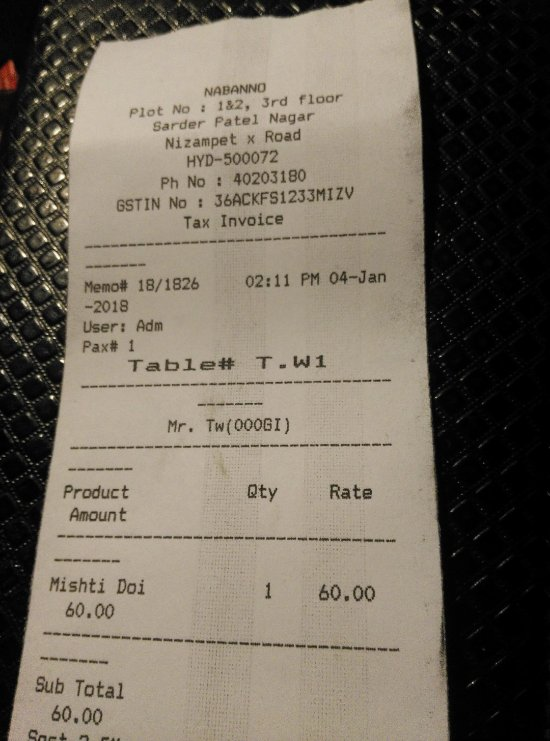 NABANNO
Plot No : 1&2, 3rd floor
Sarder Patel Nagar
Nizampet x Road
HYD-500072
Ph No : 40203180
GSTIN No : 36ACKFS1233MIZV
Tax Invoice
Memo# 18/1826 02:11 PM 04-Jan
-2018
User: Adm
Pax# 1
Table# T.W1
Mr. Tw(000GI)
Product Qty Rate
Amount
Mishti Doi 1 60.00
60.00
Sub Total
60.00